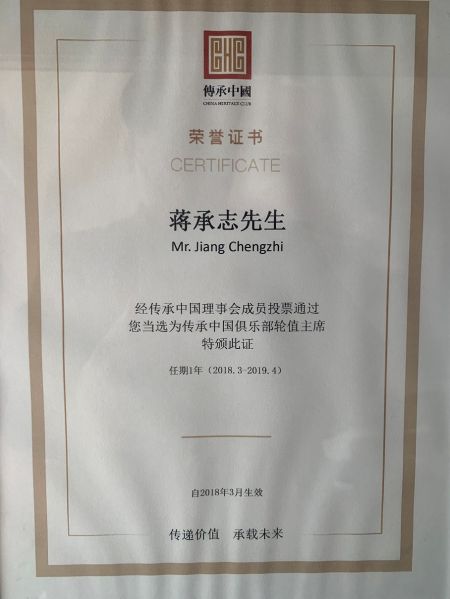 CHC
傳承中國
CHINA HERITAGE CLUB
荣誉证书
CERTIFICATE
蒋承志先生
Mr. Jiang Chengzhi
经传承中国理事会成员投票通过
您当选为传承中国俱乐部轮值主席
特颁此证
任期1年（2018.3-2019.4）
自2018年3月生效
传递价值 承载未来